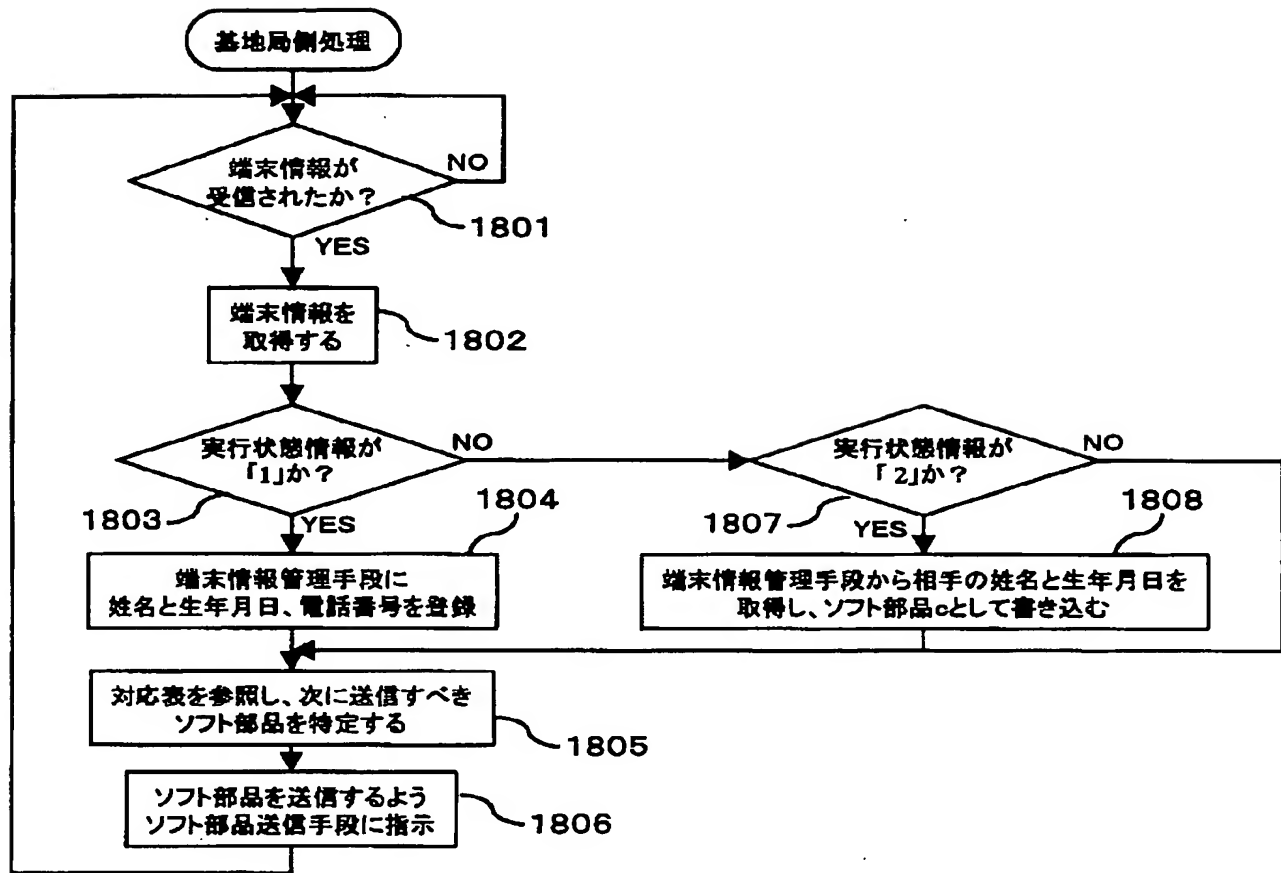 基地局側処理
端末情報が
受信されたか?
NO
1801
YES
端末情報を
取得する
1802
実行状態情報が
「1」か?
NO
1803
YES
1804
実行状態情報が
「2」か?
NO
1807
YES
1808
端末情報管理手段に
姓名と生年月日、電話番号を登録
端末情報管理手段から相手の姓名と生年月日を
取得し、ソフト部品cとして書き込む
対応表を参照し、次に送信すべき
ソフト部品を特定する
1805
ソフト部品を送信するよう
ソフト部品送信手段に指示
1806